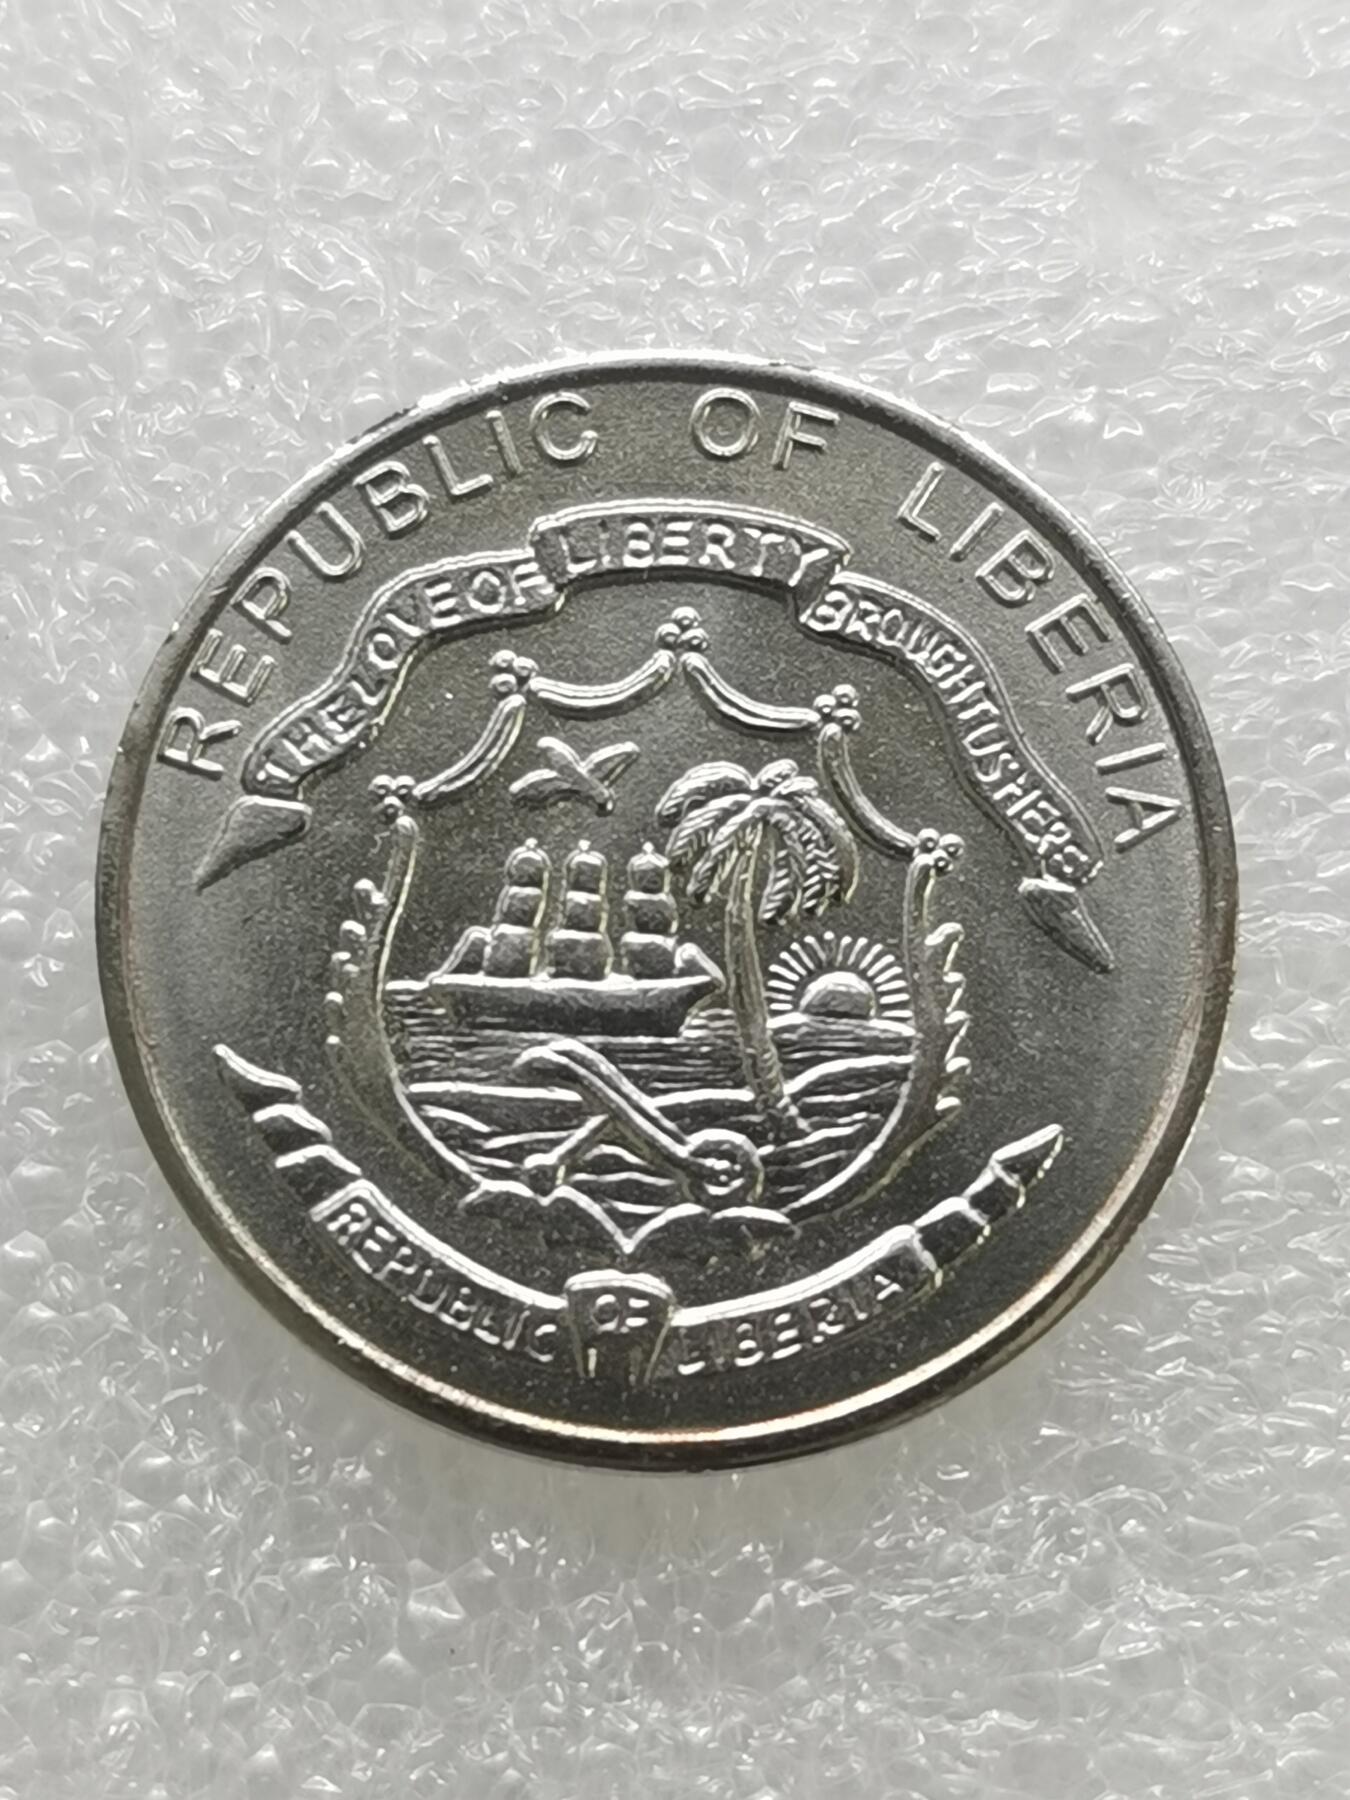 REPUBLIC OF LIBERIA
THE LOVE OF LIBERTY BROUGHT US HERE
REPUBLIC OF LIBERIA